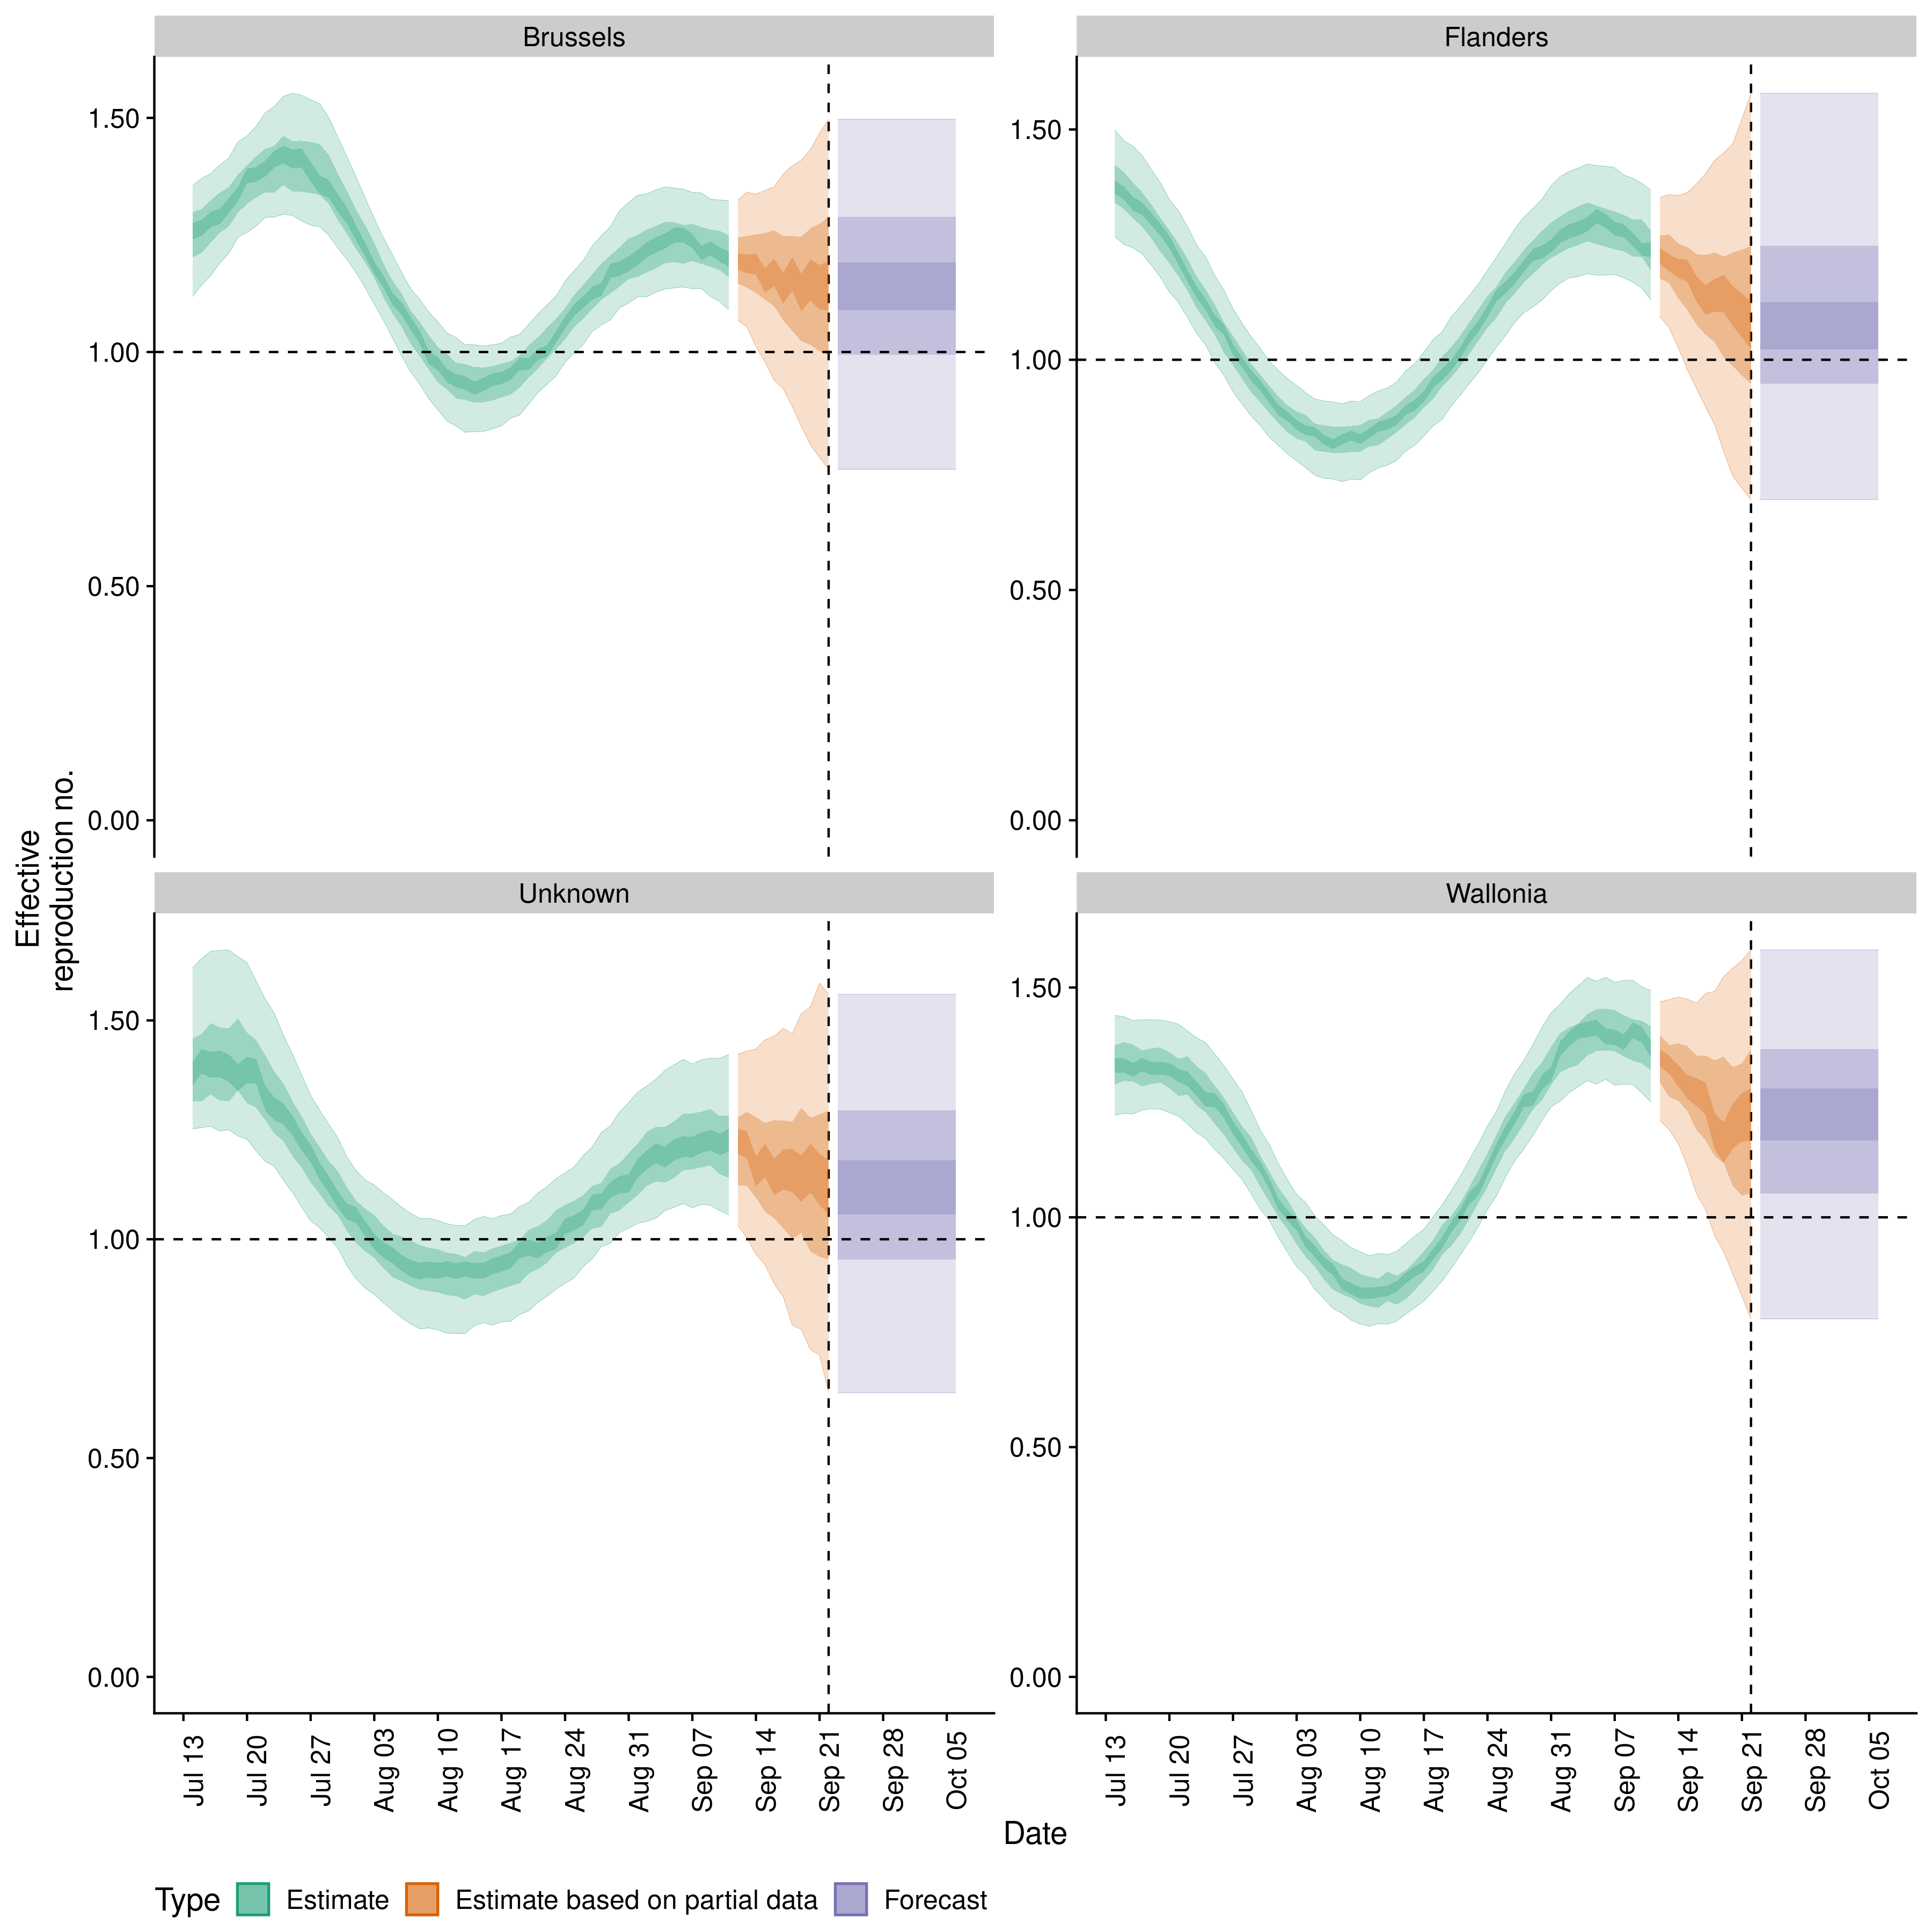 Brussels
Flanders
1.50
1.00
0.50
0.00
1.50
1.00
0.50
0.00
Unknown
Wallonia
1.50
1.00
0.50
0.00
1.50
1.00
0.50
0.00
Effective
reproduction no.
Jul 13
Jul 20
Jul 27
Aug 03
Aug 10
Aug 17
Aug 24
Aug 31
Sep 07
Sep 14
Sep 21
Sep 28
Oct 05
Jul 13
Jul 20
Jul 27
Aug 03
Aug 10
Aug 17
Aug 24
Aug 31
Sep 07
Sep 14
Sep 21
Sep 28
Oct 05
Date
Type Estimate Estimate based on partial data Forecast